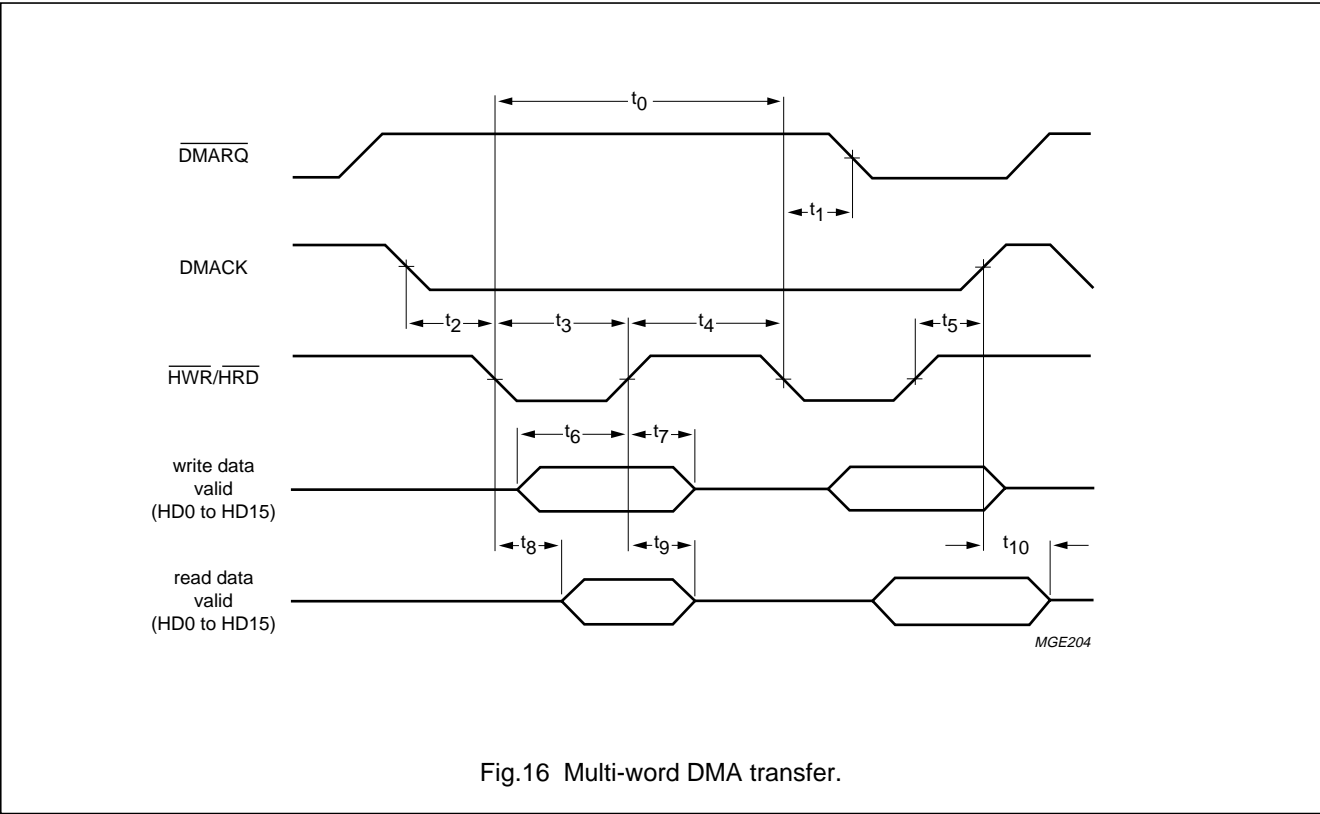 t0
DMARQ
t1
DMACK
t2 t3 t4 t5
HWR/HRD
t6 t7
write data
valid
(HD0 to HD15)
t8 t9 t10
read data
valid
(HD0 to HD15)
MGE204
Fig.16 Multi-word DMA transfer.